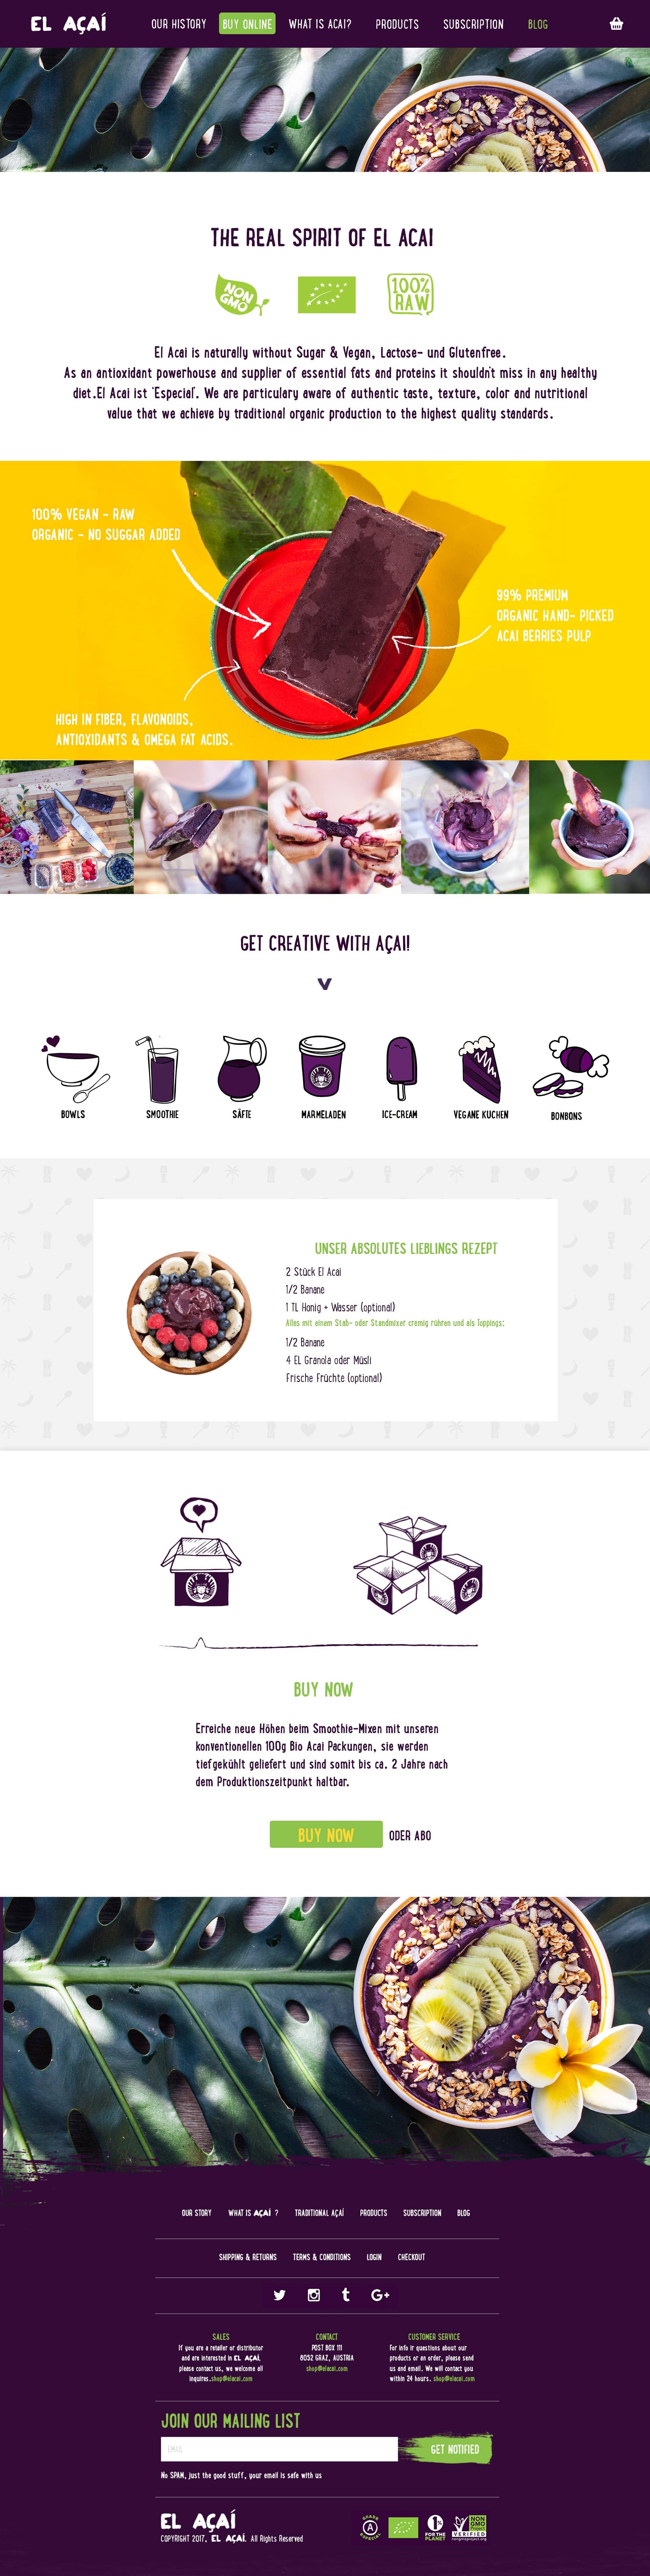 EL AÇAÍ
OUR HISTORY
BUY ONLINE
WHAT IS ACAI?
PRODUCTS
SUBSCRIPTION
BLOG
THE REAL SPIRIT OF EL ACAI
NON
GMO
100%
RAW
El Acai is naturally without Sugar & Vegan, Lactose- und Glutenfree.
As an antioxidant powerhouse and supplier of essential fats and proteins it shouldn't miss in any healthy
diet.El Acai ist 'Especial'. We are particulary aware of authentic taste, texture, color and nutritional
value that we achieve by traditional organic production to the highest quality standards.
100% VEGAN - RAW
ORGANIC - NO SUGGAR ADDED
99% PREMIUM
ORGANIC HAND- PICKED
ACAI BERRIES PULP
HIGH IN FIBER, FLAVONOIDS,
ANTIOXIDANTS & OMEGA FAT ACIDS.
GET CREATIVE WITH AÇAI!
BOWLS
SMOOTHIE
SÄFTE
MARMELADEN
ICE-CREAM
VEGANE KUCHEN
BONBONS
UNSER ABSOLUTES LIEBLINGS REZEPT
2 Stück El Acai
1/2 Banane
1 TL Honig + Wasser (optional)
Alles mit einem Stab- oder Standmixer cremig rühren und als Toppings:
1/2 Banane
4 EL Granola oder Müsli
Frische Früchte (optional)
BUY NOW
Erreiche neue Höhen beim Smoothie-Mixen mit unseren
konventionellen 100g Bio Acai Packungen, sie werden
tiefgekühlt geliefert und sind somit bis ca. 2 Jahre nach
dem Produktionszeitpunkt haltbar.
BUY NOW
ODER ABO
OUR STORY
WHAT IS AÇAÍ ?
TRADITIONAL AÇAÍ
PRODUCTS
SUBSCRIPTION
BLOG
SHIPPING & RETURNS
TERMS & CONDITIONS
LOGIN
CHECKOUT
SALES
If you are a retailer or distributor
and are interested in EL AÇAÍ,
please contact us, we welcome all
inquires.shop@elacai.com
CONTACT
POST BOX 111
8052 GRAZ, AUSTRIA
shop@elacai.com
CUSTOMER SERVICE
For info ir questions about our
products or an order, please send
us and email. We will contact you
within 24 hours. shop@elacai.com
JOIN OUR MAILING LIST
EMAIL
GET NOTIFIED
No SPAM, just the good stuff, your email is safe with us
EL AÇAÍ
COPYRIGHT 2017, EL AÇAÍ. All Rights Reserved
SHARE
A
ESPECIAL
1%
FOR THE
PLANET
NON
GMO
VERIFIED
nongmoproject.org